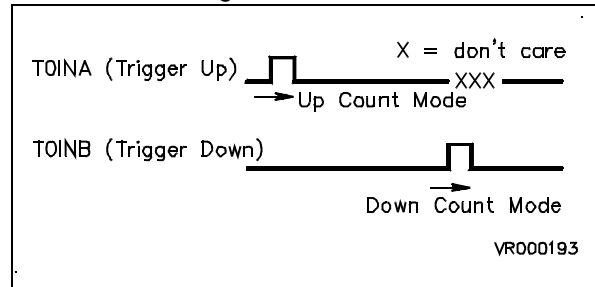 X = don't care
T0INA (Trigger Up)
XXX
Up Count Mode
T0INB (Trigger Down)
Down Count Mode
VR000193